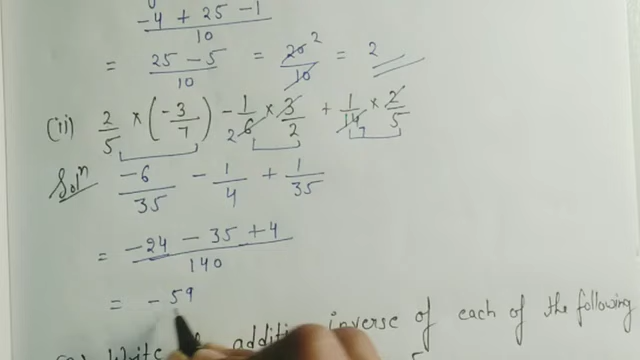 -4 + 25 - 1 / 10
= 25 - 5 / 10 = 20 2 / 10 = 2
(ii) 2/5 × (-3/7) - 1/6 2 × 3/2 + 1/14 7 × 2/5
Solⁿ -6/35 - 1/4 + 1/35
= -24 - 35 + 4 / 140
= - 59
Write additive inverse of each of the following